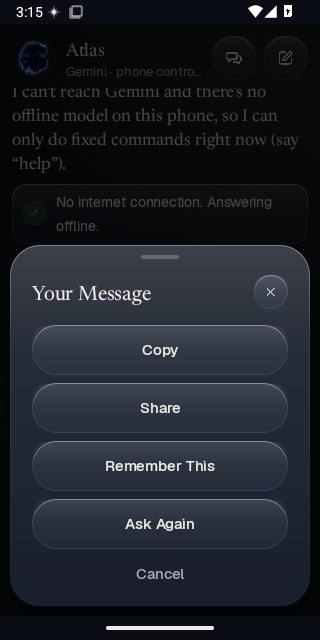 3:15
Atlas
Gemini · phone contro...
I can't reach Gemini and there's no
offline model on this phone, so I can
only do fixed commands right now (say
“help”).
No internet connection. Answering
offline.
Your Message
Copy
Share
Remember This
Ask Again
Cancel